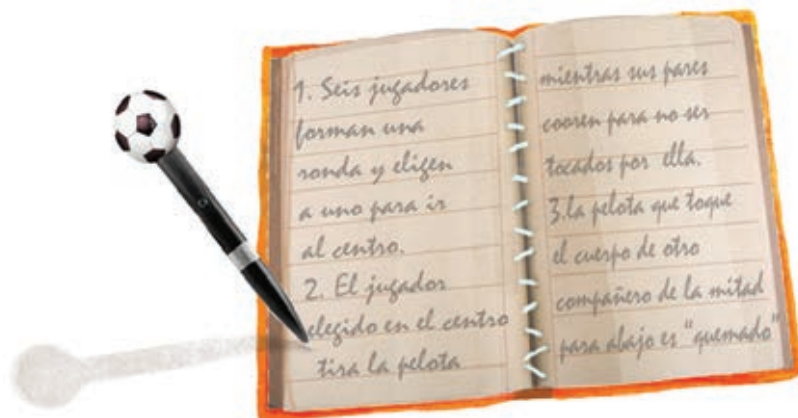 1. Seis jugadores
forman una
ronda y eligen
a uno para ir
al centro.
2. El jugador
elegido en el centro
tira la pelota
mientras sus pares
cooren para no ser
tocados por ella.
3.la pelota que toque
el cuerpo de otro
compañero de la mitad
para abajo es "quemado"